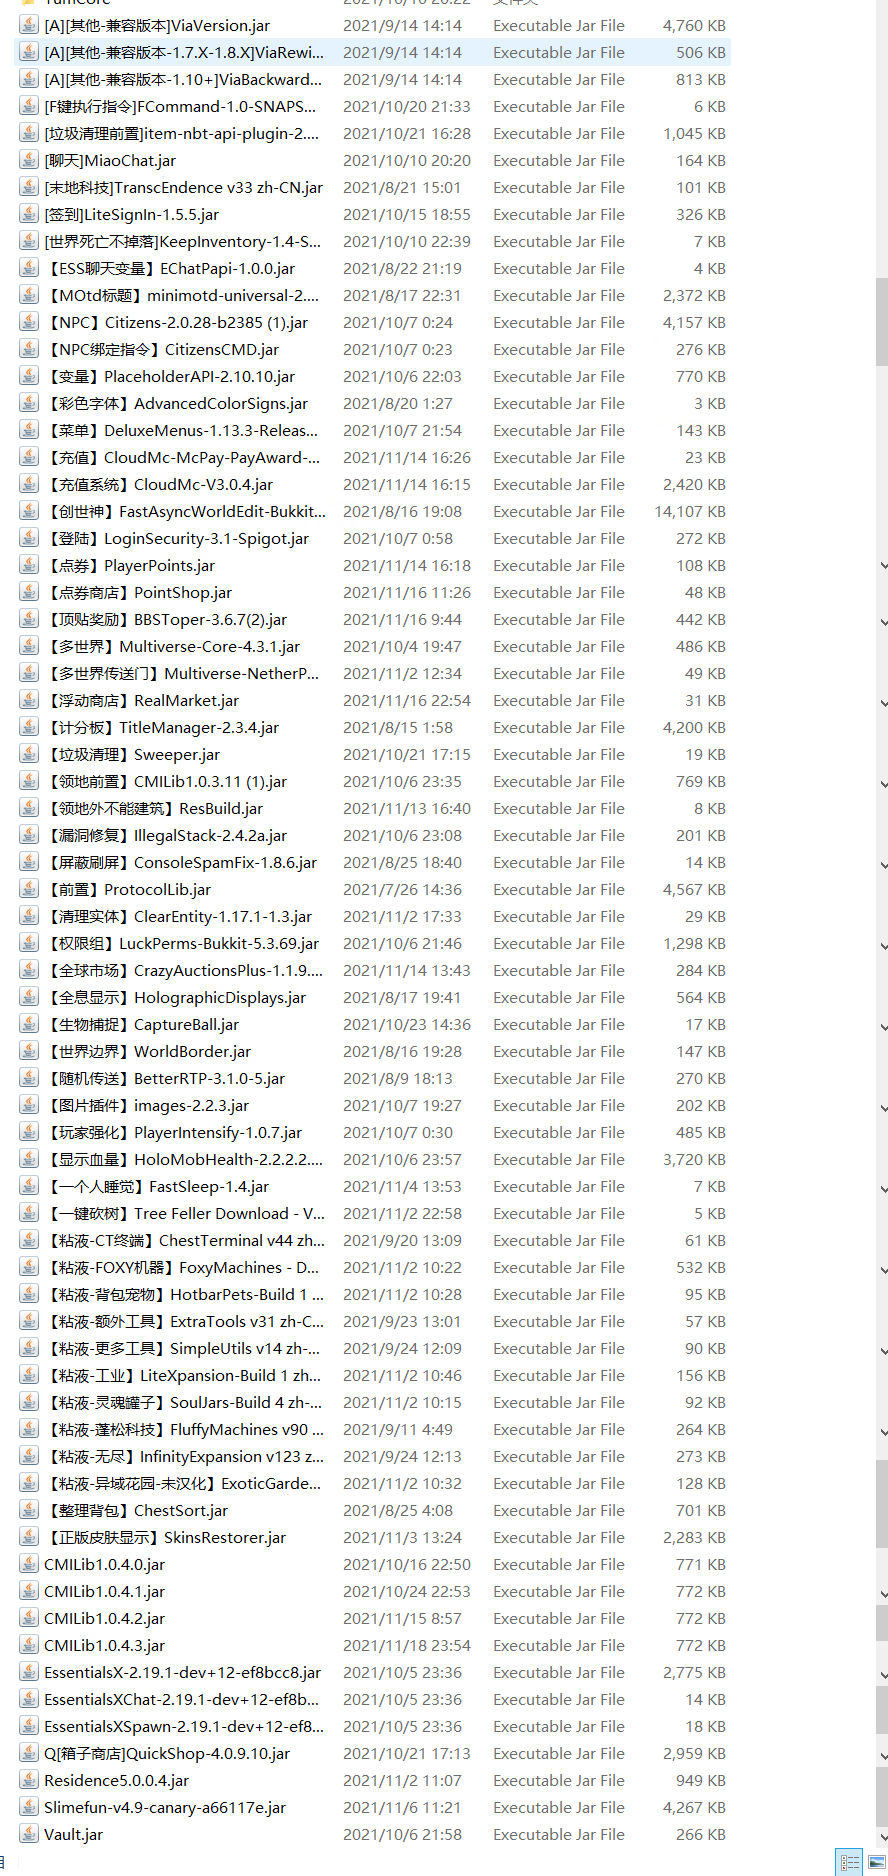 YumCore 2021/10/10 20:22 文件夹
[A][其他-兼容版本]ViaVersion.jar 2021/9/14 14:14 Executable Jar File 4,760 KB
[A][其他-兼容版本-1.7.X-1.8.X]ViaRewi... 2021/9/14 14:14 Executable Jar File 506 KB
[A][其他-兼容版本-1.10+]ViaBackward... 2021/9/14 14:14 Executable Jar File 813 KB
[F键执行指令]FCommand-1.0-SNAPS... 2021/10/20 21:33 Executable Jar File 6 KB
[垃圾清理前置]item-nbt-api-plugin-2.... 2021/10/21 16:28 Executable Jar File 1,045 KB
[聊天]MiaoChat.jar 2021/10/10 20:20 Executable Jar File 164 KB
[末地科技]TranscEndence v33 zh-CN.jar 2021/8/21 15:01 Executable Jar File 101 KB
[签到]LiteSignIn-1.5.5.jar 2021/10/15 18:55 Executable Jar File 326 KB
[世界死亡不掉落]KeepInventory-1.4-S... 2021/10/10 22:39 Executable Jar File 7 KB
【ESS聊天变量】EChatPapi-1.0.0.jar 2021/8/22 21:19 Executable Jar File 4 KB
【MOtd标题】minimotd-universal-2.... 2021/8/17 22:31 Executable Jar File 2,372 KB
【NPC】Citizens-2.0.28-b2385 (1).jar 2021/10/7 0:24 Executable Jar File 4,157 KB
【NPC绑定指令】CitizensCMD.jar 2021/10/7 0:23 Executable Jar File 276 KB
【变量】PlaceholderAPI-2.10.10.jar 2021/10/6 22:03 Executable Jar File 770 KB
【彩色字体】AdvancedColorSigns.jar 2021/8/20 1:27 Executable Jar File 3 KB
【菜单】DeluxeMenus-1.13.3-Releas... 2021/10/7 21:54 Executable Jar File 143 KB
【充值】CloudMc-McPay-PayAward-... 2021/11/14 16:26 Executable Jar File 23 KB
【充值系统】CloudMc-V3.0.4.jar 2021/11/14 16:15 Executable Jar File 2,420 KB
【创世神】FastAsyncWorldEdit-Bukkit... 2021/8/16 19:08 Executable Jar File 14,107 KB
【登陆】LoginSecurity-3.1-Spigot.jar 2021/10/7 0:58 Executable Jar File 272 KB
【点券】PlayerPoints.jar 2021/11/14 16:18 Executable Jar File 108 KB
【点券商店】PointShop.jar 2021/11/16 11:26 Executable Jar File 48 KB
【顶贴奖励】BBSToper-3.6.7(2).jar 2021/11/16 9:44 Executable Jar File 442 KB
【多世界】Multiverse-Core-4.3.1.jar 2021/10/4 19:47 Executable Jar File 486 KB
【多世界传送门】Multiverse-NetherP... 2021/11/2 12:34 Executable Jar File 49 KB
【浮动商店】RealMarket.jar 2021/11/16 22:54 Executable Jar File 31 KB
【计分板】TitleManager-2.3.4.jar 2021/8/15 1:58 Executable Jar File 4,200 KB
【垃圾清理】Sweeper.jar 2021/10/21 17:15 Executable Jar File 19 KB
【领地前置】CMILib1.0.3.11 (1).jar 2021/10/6 23:35 Executable Jar File 769 KB
【领地外不能建筑】ResBuild.jar 2021/11/13 16:40 Executable Jar File 8 KB
【漏洞修复】IllegalStack-2.4.2a.jar 2021/10/6 23:08 Executable Jar File 201 KB
【屏蔽刷屏】ConsoleSpamFix-1.8.6.jar 2021/8/25 18:40 Executable Jar File 14 KB
【前置】ProtocolLib.jar 2021/7/26 14:36 Executable Jar File 4,567 KB
【清理实体】ClearEntity-1.17.1-1.3.jar 2021/11/2 17:33 Executable Jar File 29 KB
【权限组】LuckPerms-Bukkit-5.3.69.jar 2021/10/6 21:46 Executable Jar File 1,298 KB
【全球市场】CrazyAuctionsPlus-1.1.9.... 2021/11/14 13:43 Executable Jar File 284 KB
【全息显示】HolographicDisplays.jar 2021/8/17 19:41 Executable Jar File 564 KB
【生物捕捉】CaptureBall.jar 2021/10/23 14:36 Executable Jar File 17 KB
【世界边界】WorldBorder.jar 2021/8/16 19:28 Executable Jar File 147 KB
【随机传送】BetterRTP-3.1.0-5.jar 2021/8/9 18:13 Executable Jar File 270 KB
【图片插件】images-2.2.3.jar 2021/10/7 19:27 Executable Jar File 202 KB
【玩家强化】PlayerIntensify-1.0.7.jar 2021/10/7 0:30 Executable Jar File 485 KB
【显示血量】HoloMobHealth-2.2.2.2.... 2021/10/6 23:57 Executable Jar File 3,720 KB
【一个人睡觉】FastSleep-1.4.jar 2021/11/4 13:53 Executable Jar File 7 KB
【一键砍树】Tree Feller Download - V... 2021/11/2 22:58 Executable Jar File 5 KB
【粘液-CT终端】ChestTerminal v44 zh... 2021/9/20 13:09 Executable Jar File 61 KB
【粘液-FOXY机器】FoxyMachines - D... 2021/11/2 10:22 Executable Jar File 532 KB
【粘液-背包宠物】HotbarPets-Build 1 ... 2021/11/2 10:28 Executable Jar File 95 KB
【粘液-额外工具】ExtraTools v31 zh-C... 2021/9/23 13:01 Executable Jar File 57 KB
【粘液-更多工具】SimpleUtils v14 zh-... 2021/9/24 12:09 Executable Jar File 90 KB
【粘液-工业】LiteXpansion-Build 1 zh... 2021/11/2 10:46 Executable Jar File 156 KB
【粘液-灵魂罐子】SoulJars-Build 4 zh-... 2021/11/2 10:15 Executable Jar File 92 KB
【粘液-蓬松科技】FluffyMachines v90 ... 2021/9/11 4:49 Executable Jar File 264 KB
【粘液-无尽】InfinityExpansion v123 z... 2021/9/24 12:13 Executable Jar File 273 KB
【粘液-异域花园-未汉化】ExoticGarde... 2021/11/2 10:32 Executable Jar File 128 KB
【整理背包】ChestSort.jar 2021/8/25 4:08 Executable Jar File 701 KB
【正版皮肤显示】SkinsRestorer.jar 2021/11/3 13:24 Executable Jar File 2,283 KB
CMILib1.0.4.0.jar 2021/10/16 22:50 Executable Jar File 771 KB
CMILib1.0.4.1.jar 2021/10/24 22:53 Executable Jar File 772 KB
CMILib1.0.4.2.jar 2021/11/15 8:57 Executable Jar File 772 KB
CMILib1.0.4.3.jar 2021/11/18 23:54 Executable Jar File 772 KB
EssentialsX-2.19.1-dev+12-ef8bcc8.jar 2021/10/5 23:36 Executable Jar File 2,775 KB
EssentialsXChat-2.19.1-dev+12-ef8b... 2021/10/5 23:36 Executable Jar File 14 KB
EssentialsXSpawn-2.19.1-dev+12-ef8... 2021/10/5 23:36 Executable Jar File 18 KB
Q[箱子商店]QuickShop-4.0.9.10.jar 2021/10/21 17:13 Executable Jar File 2,959 KB
Residence5.0.0.4.jar 2021/11/2 11:07 Executable Jar File 949 KB
Slimefun-v4.9-canary-a66117e.jar 2021/11/6 11:21 Executable Jar File 4,267 KB
Vault.jar 2021/10/6 21:58 Executable Jar File 266 KB